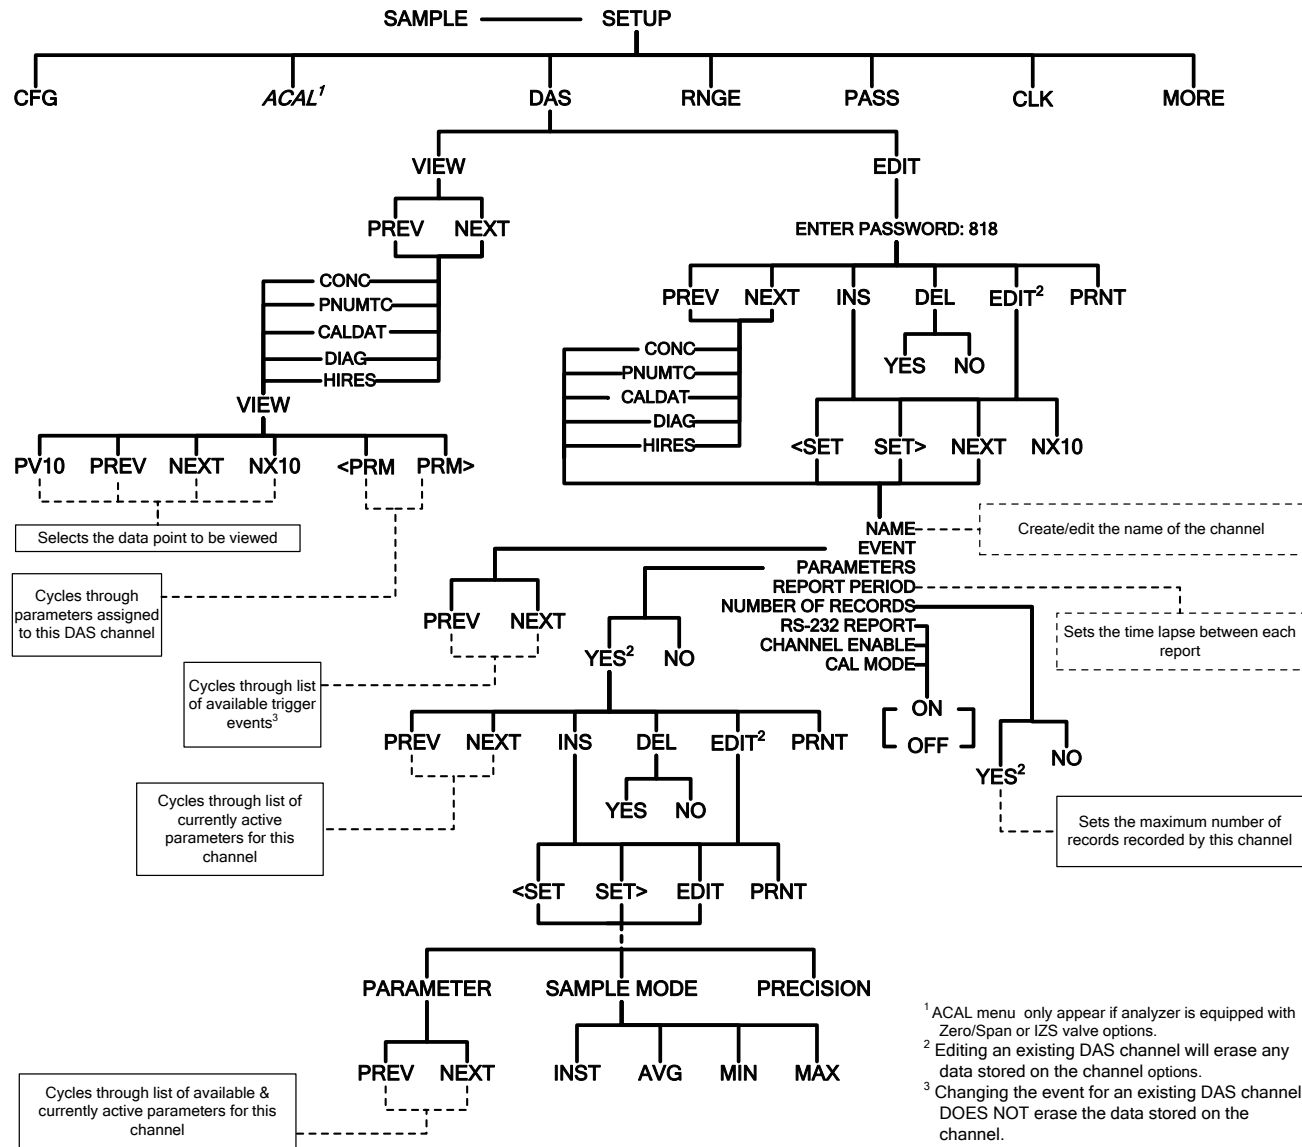 SAMPLE SETUP
CFG ACAL¹ DAS RNGE PASS CLK MORE
VIEW EDIT
PREV NEXT
ENTER PASSWORD: 818
CONC
PNUMTC
CALDAT
DIAG
HIRES
PREV NEXT INS DEL EDIT² PRNT
YES NO
CONC
PNUMTC
CALDAT
DIAG
HIRES
VIEW
PV10 PREV NEXT NX10 <PRM PRM>
<SET SET> NEXT NX10
Selects the data point to be viewed
Cycles through
parameters assigned
to this DAS channel
NAME
EVENT
PARAMETERS
REPORT PERIOD
NUMBER OF RECORDS
RS-232 REPORT
CHANNEL ENABLE
CAL MODE
Create/edit the name of the channel
Sets the time lapse between each
report
PREV NEXT
Cycles through list
of available trigger
events³
YES² NO
ON
OFF
YES² NO
Sets the maximum number of
records recorded by this channel
PREV NEXT INS DEL EDIT² PRNT
Cycles through list of
currently active
parameters for this
channel
YES NO
<SET SET> EDIT PRNT
PARAMETER SAMPLE MODE PRECISION
PREV NEXT INST AVG MIN MAX
Cycles through list of available &
currently active parameters for this
channel
¹ ACAL menu only appear if analyzer is equipped with
Zero/Span or IZS valve options.
² Editing an existing DAS channel will erase any
data stored on the channel options.
³ Changing the event for an existing DAS channel
DOES NOT erase the data stored on the
channel.